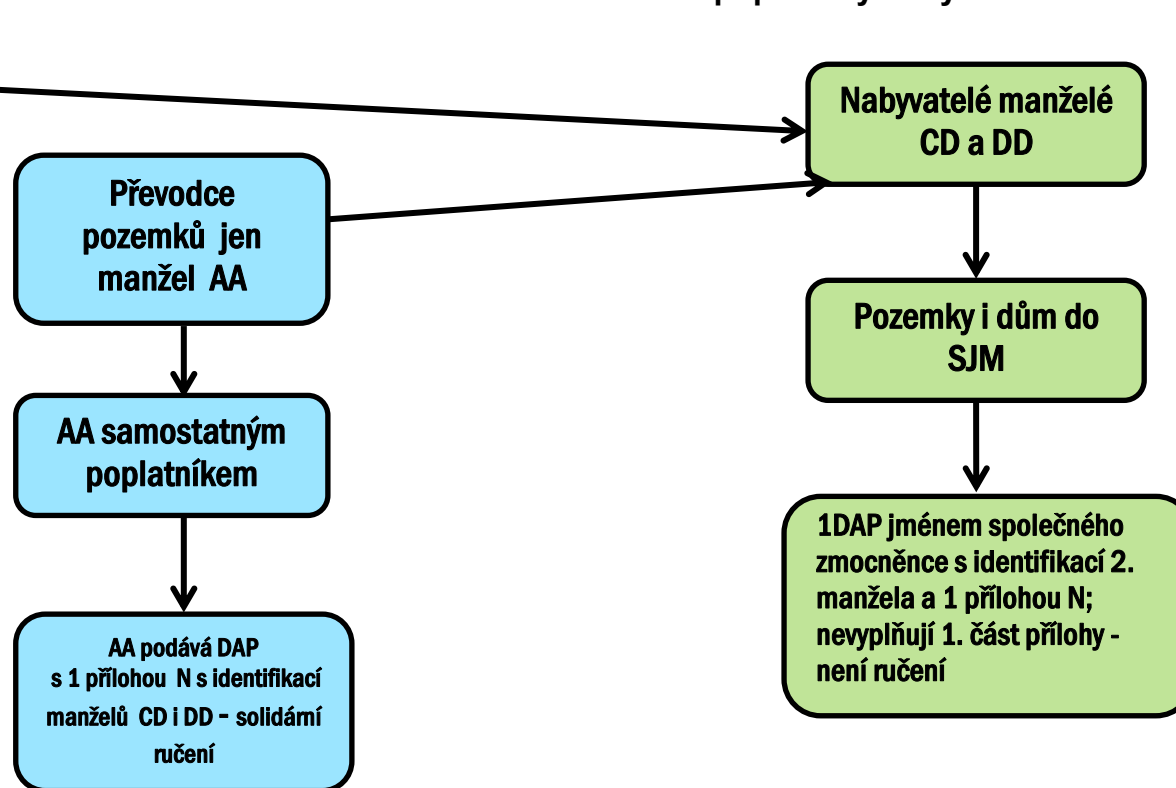 Nabyvatelé manželé
CD a DD
Převodce
pozemků jen
manžel AA
Pozemky i dům do
SJM
AA samostatným
poplatníkem
1DAP jménem společného
zmocněnce s identifikací 2.
manžela a 1 přílohou N;
nevyplňují 1. část přílohy -
není ručení
AA podává DAP
s 1 přílohou N s identifikací
manželů CD i DD – solidární
ručení